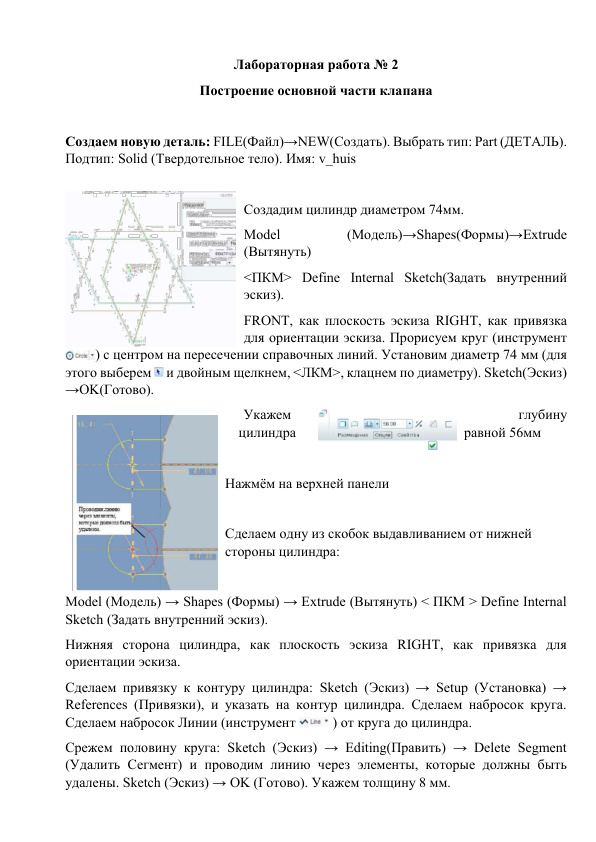 Лабораторная работа № 2
Построение основной части клапана
Создаем новую деталь: FILE(Файл)→NEW(Создать). Выбрать тип: Part (ДЕТАЛЬ).
Подтип: Solid (Твердотельное тело). Имя: v_huis
Создадим цилиндр диаметром 74мм.
Model (Модель)→Shapes(Формы)→Extrude
(Вытянуть)
<ПКМ> Define Internal Sketch(Задать внутренний
эскиз).
FRONT, как плоскость эскиза RIGHT, как привязка
для ориентации эскиза. Прорисуем круг (инструмент
Circle ) с центром на пересечении справочных линий. Установим диаметр 74 мм (для
этого выберем и двойным щелкнем, <ЛКМ>, клацнем по диаметру). Sketch(Эскиз)
→OK(Готово).
Укажем глубину
цилиндра равной 56мм
56.00
Размещение Опции Свойства
Нажмём на верхней панели
Проводим линию
через элементы,
которые должны быть
удалены.
Сделаем одну из скобок выдавливанием от нижней
стороны цилиндра:
Model (Модель) → Shapes (Формы) → Extrude (Вытянуть) < ПКМ > Define Internal
Sketch (Задать внутренний эскиз).
Нижняя сторона цилиндра, как плоскость эскиза RIGHT, как привязка для
ориентации эскиза.
Сделаем привязку к контуру цилиндра: Sketch (Эскиз) → Setup (Установка) →
References (Привязки), и указать на контур цилиндра. Сделаем набросок круга.
Сделаем набросок Линии (инструмент Line ) от круга до цилиндра.
Срежем половину круга: Sketch (Эскиз) → Editing(Править) → Delete Segment
(Удалить Сегмент) и проводим линию через элементы, которые должны быть
удалены. Sketch (Эскиз) → OK (Готово). Укажем толщину 8 мм.